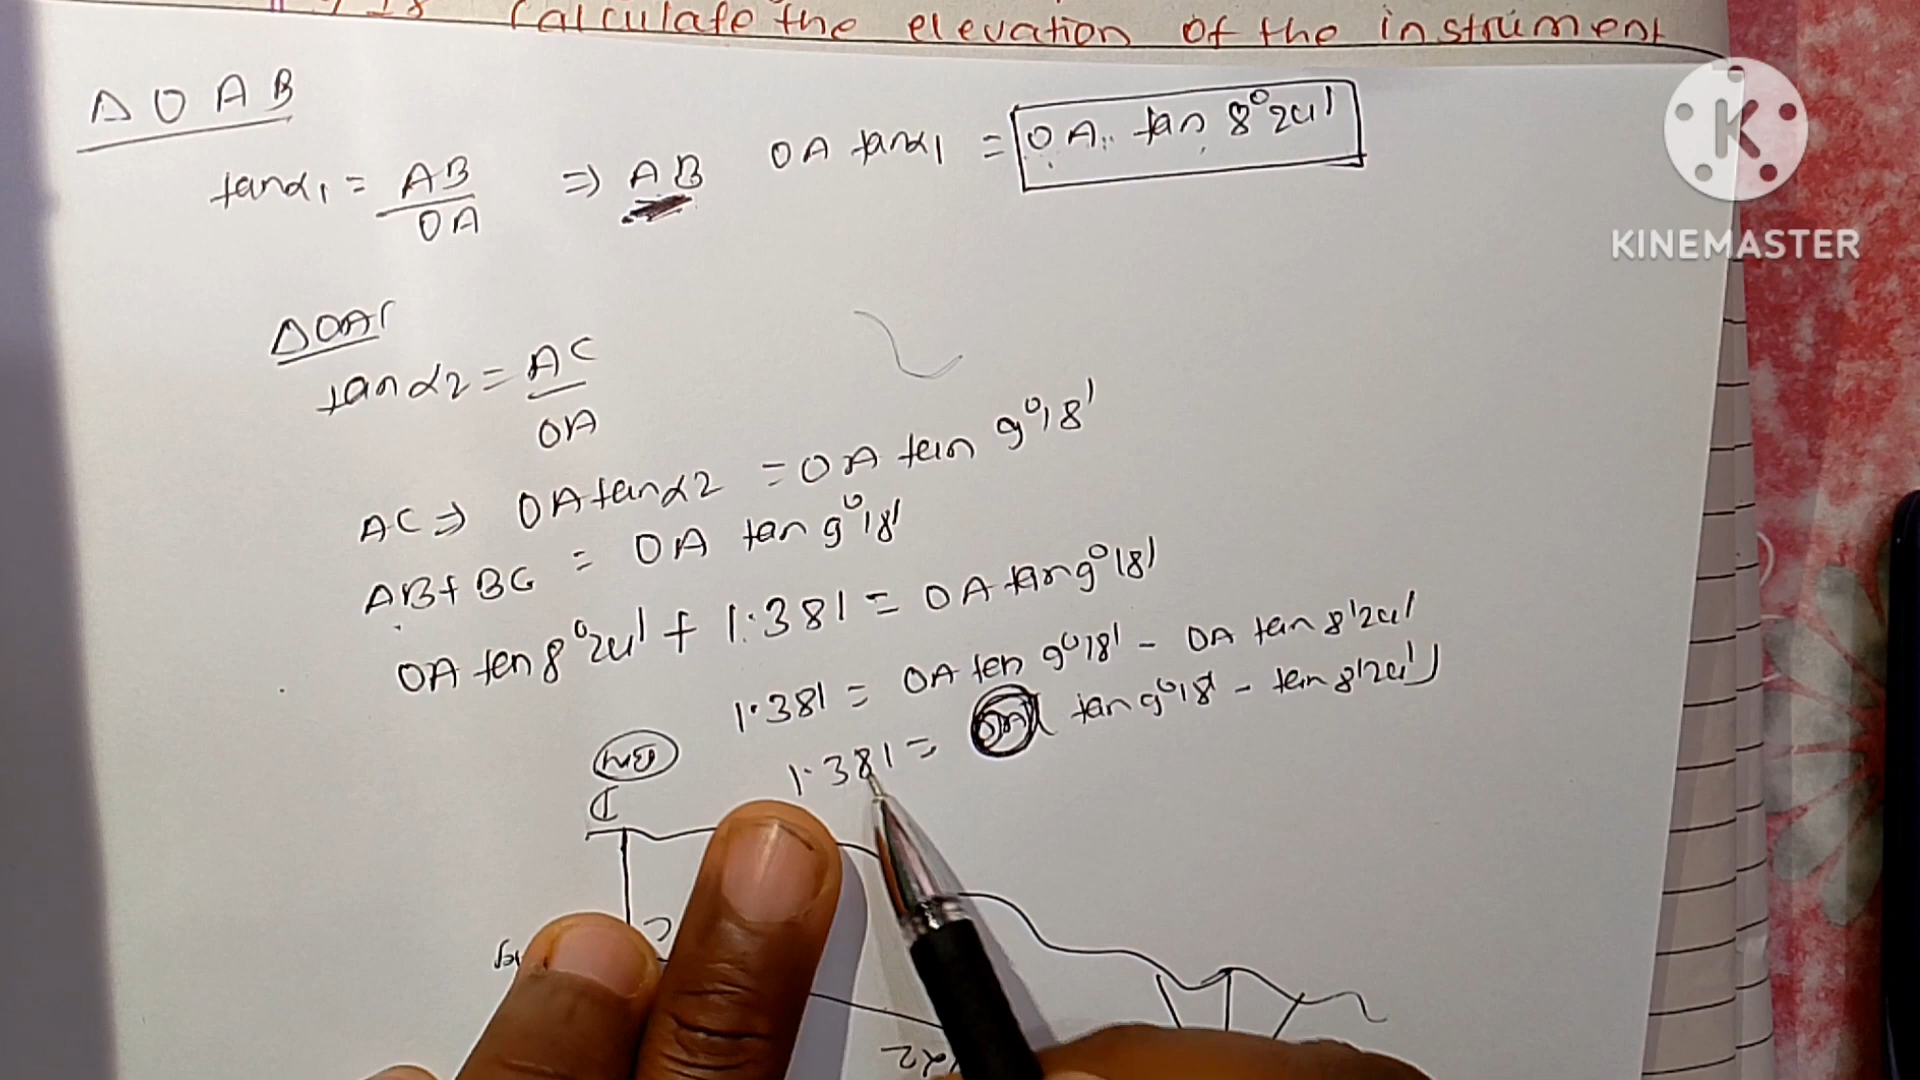 Calculate the elevation of the instrument
Δ O A B
tanα1 = AB / OA ⇒ AB OA tanα1 = OA. tan 8°24'
KINEMASTER
ΔOAC
tanα2 = AC / OA
AC ⇒ OA tanα2 = OA tan 9°18'
AB + BC = OA tan 9°18'
OA tan 8°24' + 1.381 = OA tan 9°18'
1.381 = OA tan 9°18' - OA tan 8'24'
1.381 = OA ( tan 9°18' - tan 8'24' )
D
C
α2